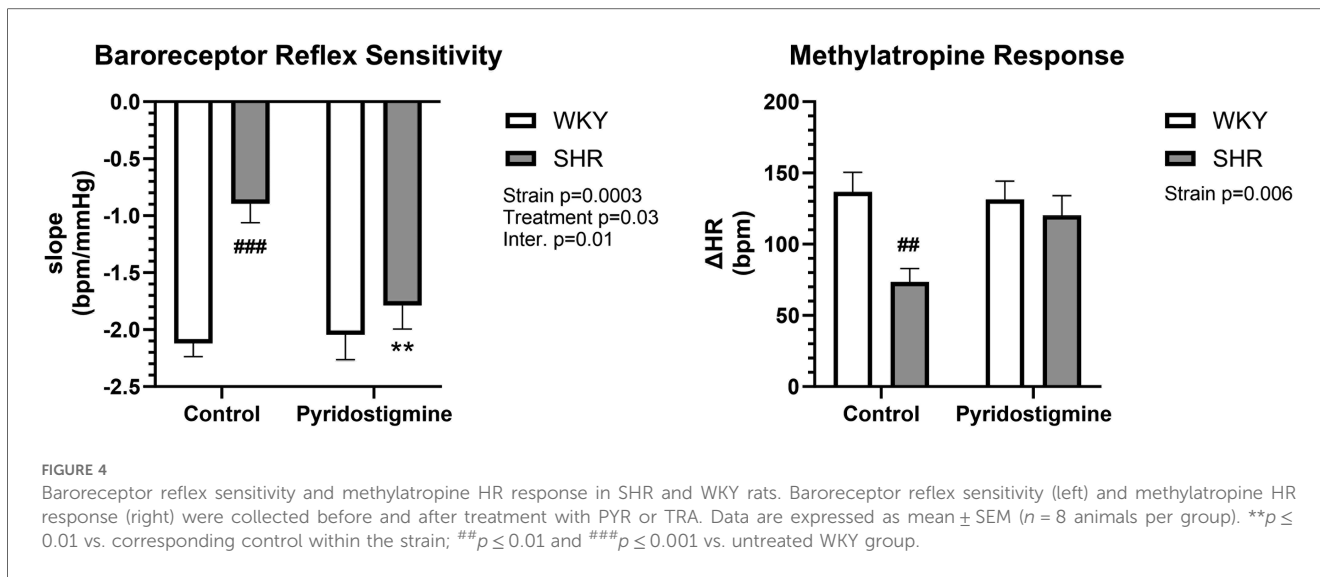 Baroreceptor Reflex Sensitivity
0.0
-0.5
-1.0
-1.5
-2.0
-2.5
slope
(bpm/mmHg)
###
**
Control
Pyridostigmine
WKY
SHR
Strain p=0.0003
Treatment p=0.03
Inter. p=0.01
Methylatropine Response
200
150
100
50
0
ΔHR
(bpm)
##
Control
Pyridostigmine
WKY
SHR
Strain p=0.006
FIGURE 4
Baroreceptor reflex sensitivity and methylatropine HR response in SHR and WKY rats. Baroreceptor reflex sensitivity (left) and methylatropine HR
response (right) were collected before and after treatment with PYR or TRA. Data are expressed as mean ± SEM (n = 8 animals per group). **p ≤
0.01 vs. corresponding control within the strain; ##p ≤ 0.01 and ###p ≤ 0.001 vs. untreated WKY group.